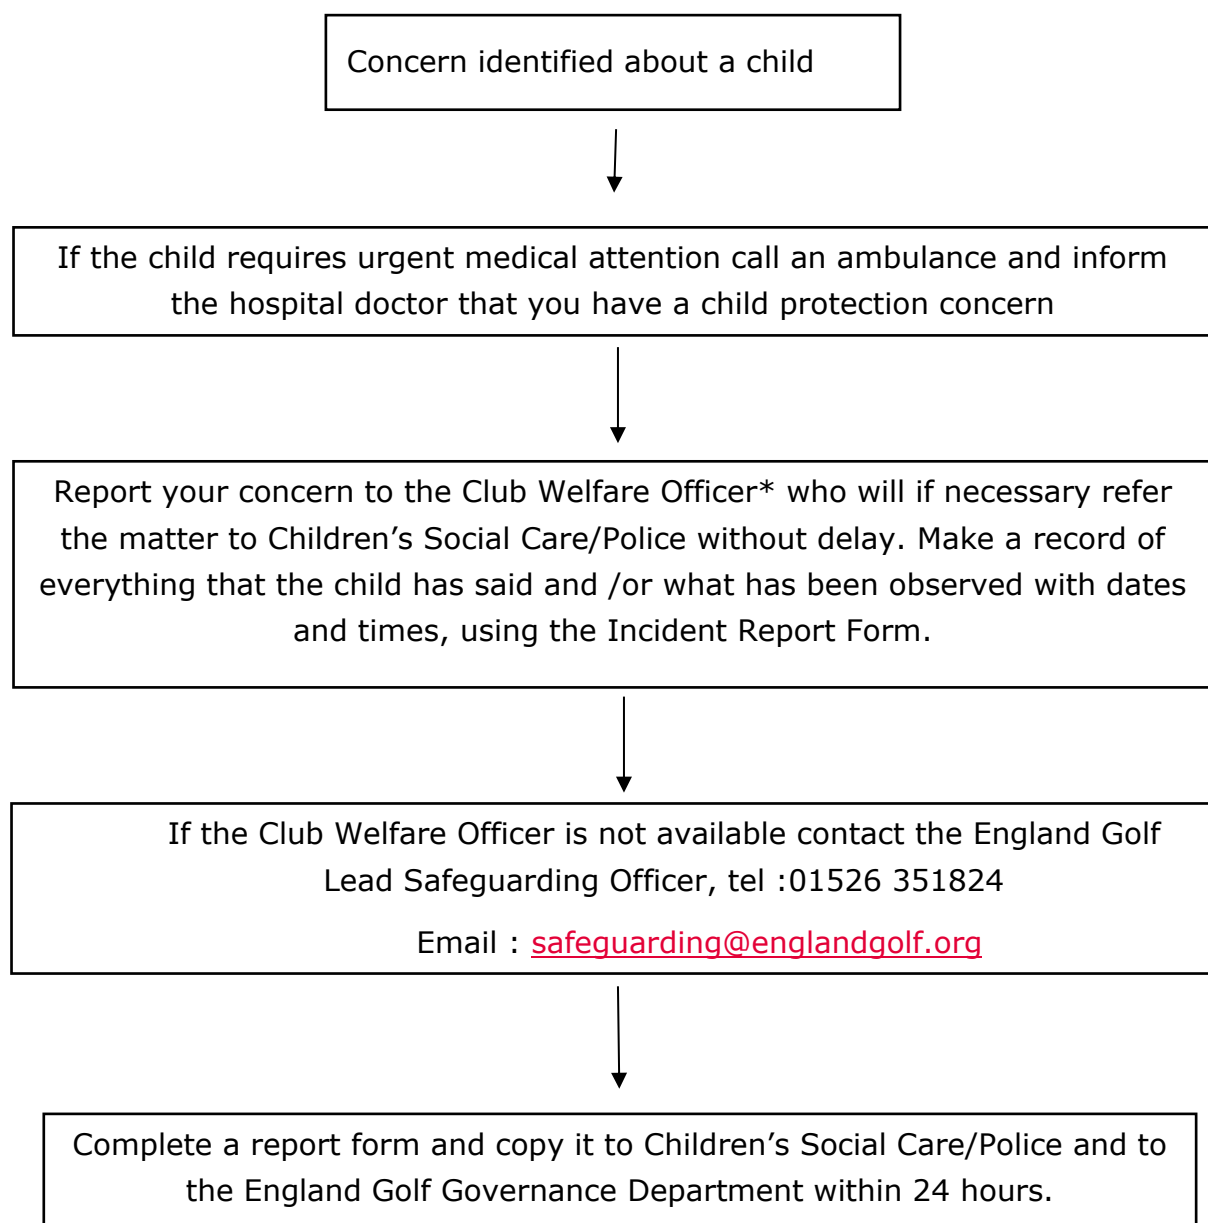 Concern identified about a child
If the child requires urgent medical attention call an ambulance and inform
the hospital doctor that you have a child protection concern
Report your concern to the Club Welfare Officer* who will if necessary refer
the matter to Children’s Social Care/Police without delay. Make a record of
everything that the child has said and /or what has been observed with dates
and times, using the Incident Report Form.
If the Club Welfare Officer is not available contact the England Golf
Lead Safeguarding Officer, tel :01526 351824
Email : safeguarding@englandgolf.org
Complete a report form and copy it to Children’s Social Care/Police and to
the England Golf Governance Department within 24 hours.